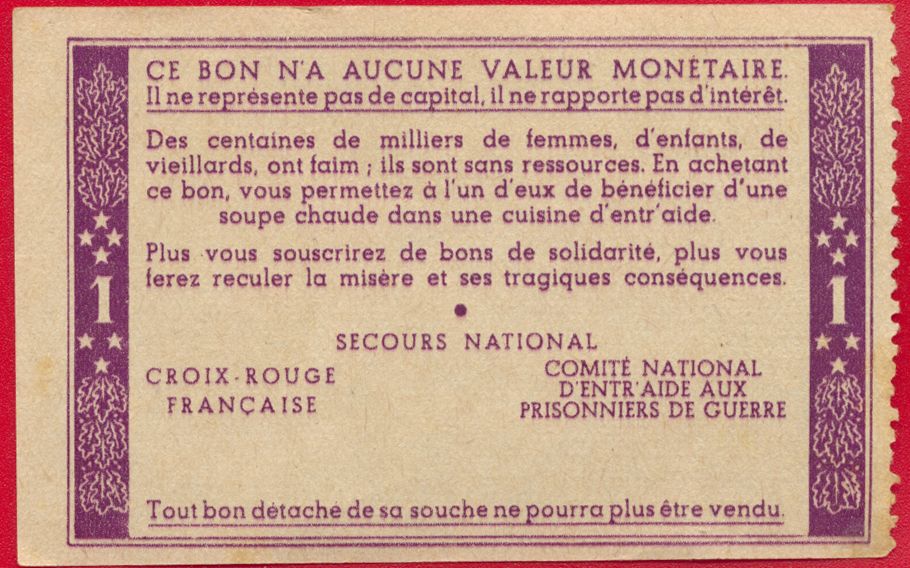 CE BON N'A AUCUNE VALEUR MONÉTAIRE.
Il ne représente pas de capital, il ne rapporte pas d'intérêt.
Des centaines de milliers de femmes, d'enfants, de
vieillards, ont faim ; ils sont sans ressources. En achetant
ce bon, vous permettez à l'un d'eux de bénéficier d'une
soupe chaude dans une cuisine d'entr'aide.
Plus vous souscrirez de bons de solidarité, plus vous
ferez reculer la misère et ses tragiques conséquences.
1
1
SECOURS NATIONAL
CROIX-ROUGE
FRANÇAISE
COMITÉ NATIONAL
D'ENTR'AIDE AUX
PRISONNIERS DE GUERRE
Tout bon détaché de sa souche ne pourra plus être vendu.